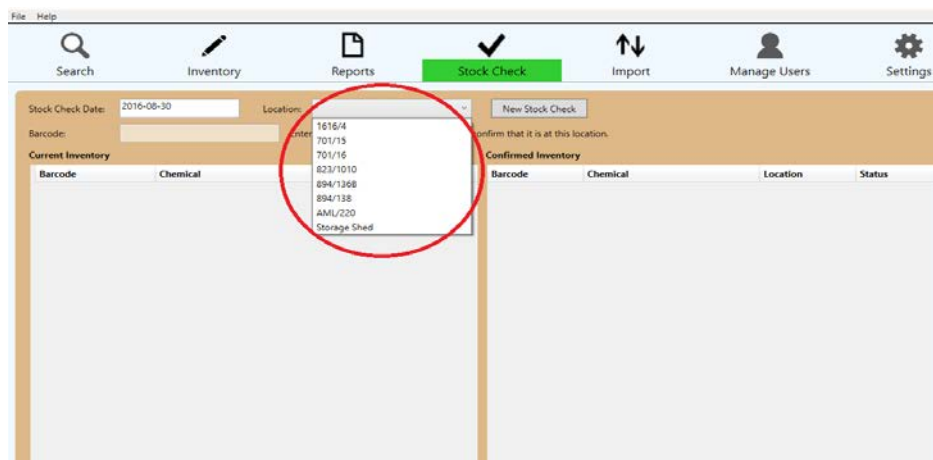 File Help
Search Inventory Reports Stock Check Import Manage Users Settings
Stock Check Date: 2016-08-30 Location: New Stock Check
Barcode: Enter onfirm that it is at this location.
1616/4
701/15
701/16
823/1010
894/136B
894/138
AML/220
Storage Shed
Current Inventory Confirmed Inventory
Barcode Chemical Barcode Chemical Location Status